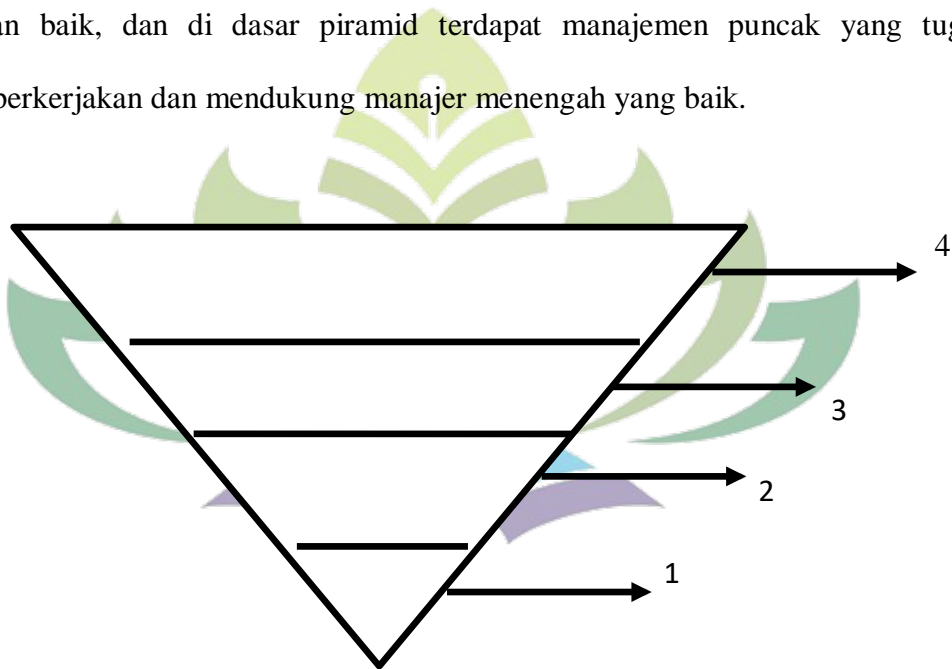 an baik, dan di dasar piramid terdapat manajemen puncak yang tug
perkerjakan dan mendukung manajer menengah yang baik.
4
3
2
1